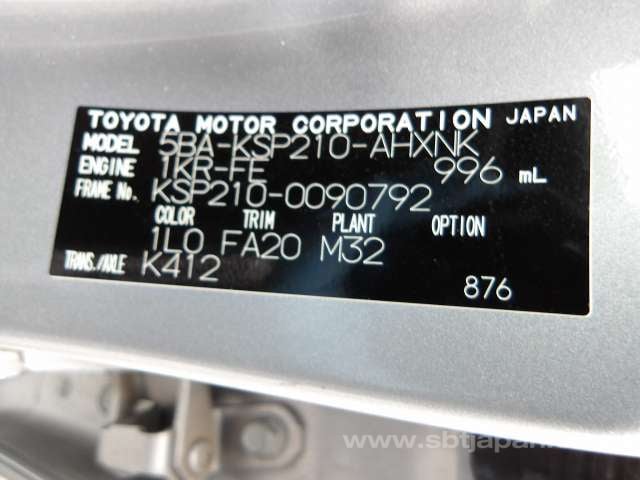 TOYOTA MOTOR CORPORATION JAPAN
MODEL 5BA-KSP210-AHXNK
ENGINE 1KR-FE 996 mL
FRAME No. KSP210-0090792
COLOR TRIM PLANT OPTION
1L0 FA20 M32
TRANS./AXLE K412
876
www.sbtjapan